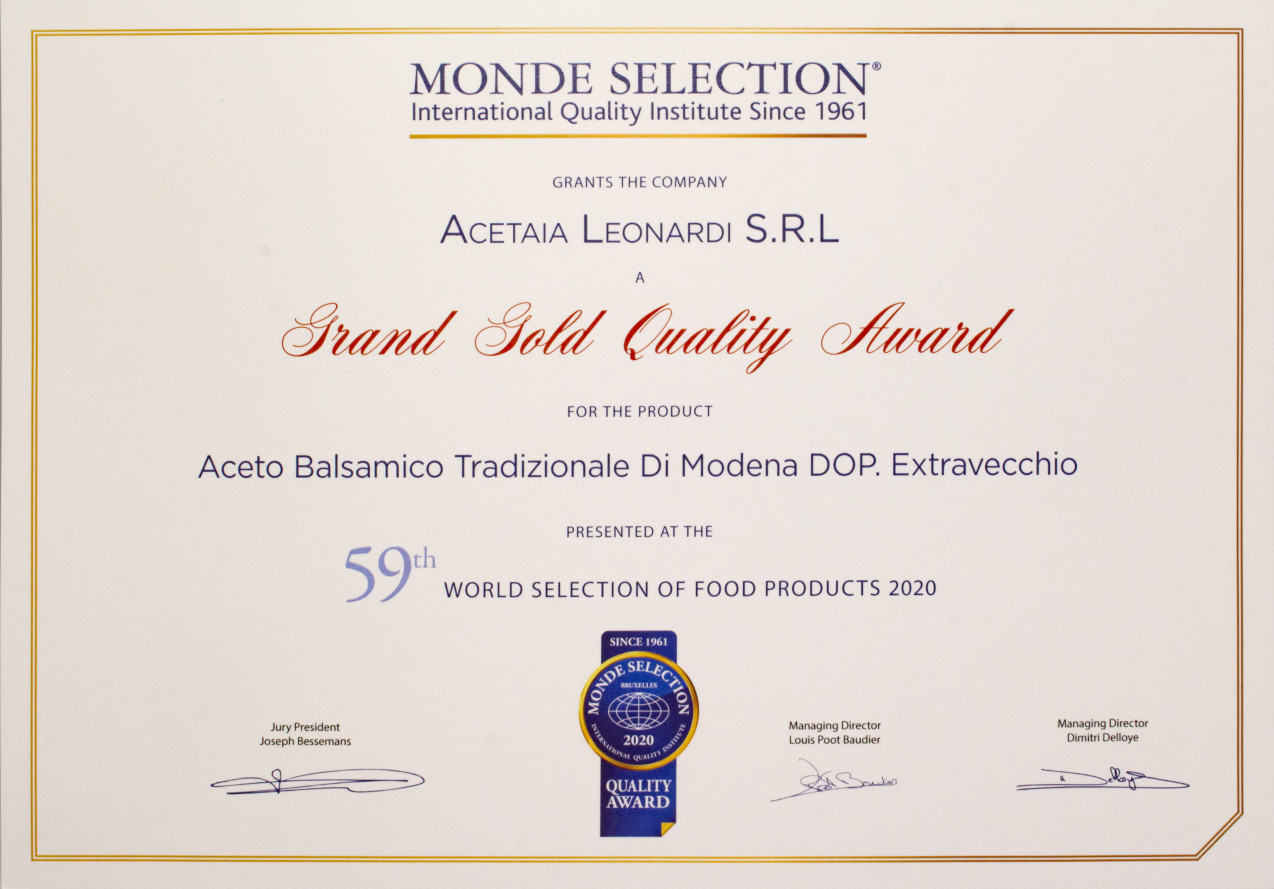 MONDE SELECTION®
International Quality Institute Since 1961
GRANTS THE COMPANY
ACETAIA LEONARDI S.R.L
A
Grand Gold Quality Award
FOR THE PRODUCT
Aceto Balsamico Tradizionale Di Modena DOP. Extravecchio
PRESENTED AT THE
59th WORLD SELECTION OF FOOD PRODUCTS 2020
SINCE 1961
MONDE SELECTION
BRUXELLES
2020
INTERNATIONAL QUALITY INSTITUTE
QUALITY
AWARD
Jury President
Joseph Bessemans
Managing Director
Louis Poot Baudier
Managing Director
Dimitri Delloye